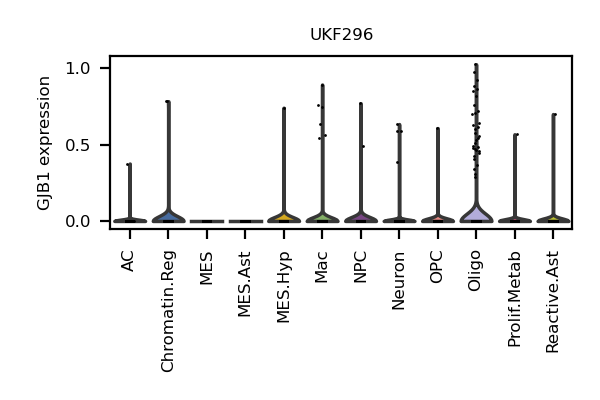 UKF296
GJB1 expression
1.0
0.5
0.0
AC
Chromatin.Reg
MES
MES.Ast
MES.Hyp
Mac
NPC
Neuron
OPC
Oligo
Prolif.Metab
Reactive.Ast